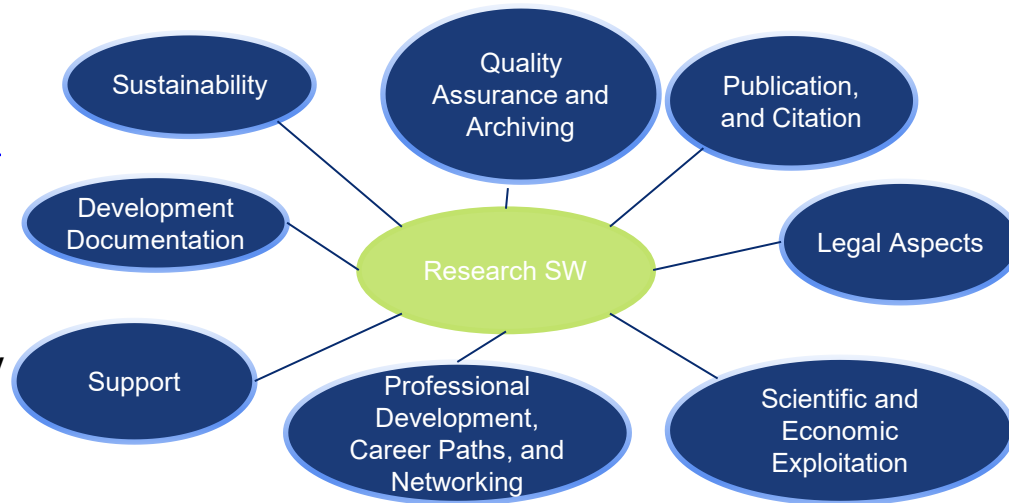 Sustainability
Quality
Assurance and
Archiving
Publication,
and Citation
Development
Documentation
Research SW
Legal Aspects
Support
Professional
Development,
Career Paths, and
Networking
Scientific and
Economic
Exploitation